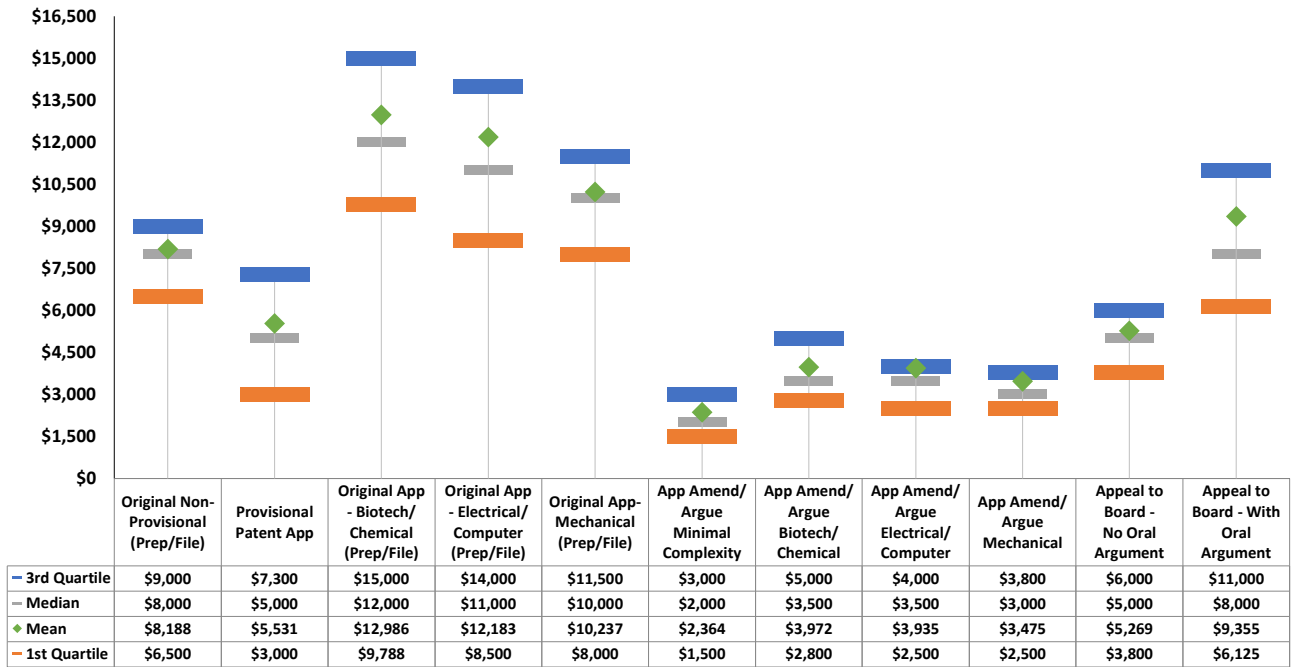 $16,500
$15,000
$13,500
$12,000
$10,500
$9,000
$7,500
$6,000
$4,500
$3,000
$1,500
$0
Original Non-
Provisional
(Prep/File)
Provisional
Patent App
Original App
- Biotech/
Chemical
(Prep/File)
Original App
- Electrical/
Computer
(Prep/File)
Original App-
Mechanical
(Prep/File)
App Amend/
Argue
Minimal
Complexity
App Amend/
Argue
Biotech/
Chemical
App Amend/
Argue
Electrical/
Computer
App Amend/
Argue
Mechanical
Appeal to
Board -
No Oral
Argument
Appeal to
Board - With
Oral
Argument
3rd Quartile $9,000 $7,300 $15,000 $14,000 $11,500 $3,000 $5,000 $4,000 $3,800 $6,000 $11,000
Median $8,000 $5,000 $12,000 $11,000 $10,000 $2,000 $3,500 $3,500 $3,000 $5,000 $8,000
Mean $8,188 $5,531 $12,986 $12,183 $10,237 $2,364 $3,972 $3,935 $3,475 $5,269 $9,355
1st Quartile $6,500 $3,000 $9,788 $8,500 $8,000 $1,500 $2,800 $2,500 $2,500 $3,800 $6,125